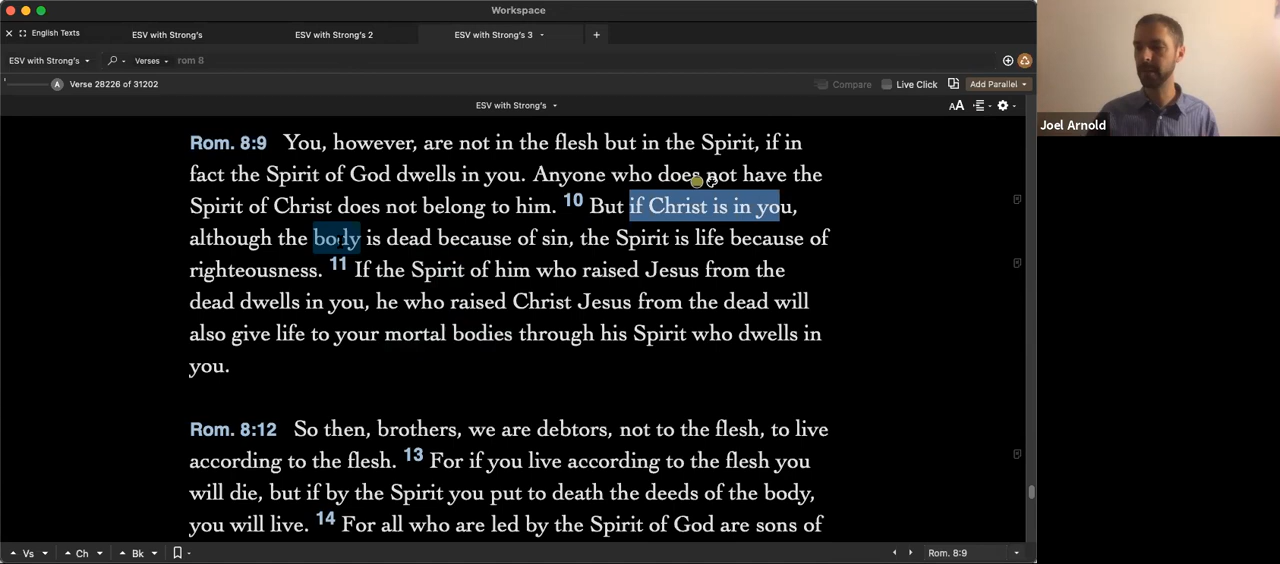 Workspace
English Texts
ESV with Strong's
ESV with Strong's 2
ESV with Strong's 3
ESV with Strong's
Verses
rom 8
A
Verse 28226 of 31202
Compare
Live Click
Add Parallel
ESV with Strong's
AA
Rom. 8:9 You, however, are not in the flesh but in the Spirit, if in
fact the Spirit of God dwells in you. Anyone who does not have the
Spirit of Christ does not belong to him. 10 But if Christ is in you,
although the body is dead because of sin, the Spirit is life because of
righteousness. 11 If the Spirit of him who raised Jesus from the
dead dwells in you, he who raised Christ Jesus from the dead will
also give life to your mortal bodies through his Spirit who dwells in
you.
Rom. 8:12 So then, brothers, we are debtors, not to the flesh, to live
according to the flesh. 13 For if you live according to the flesh you
will die, but if by the Spirit you put to death the deeds of the body,
you will live. 14 For all who are led by the Spirit of God are sons of
Vs
Ch
Bk
Rom. 8:9
Joel Arnold